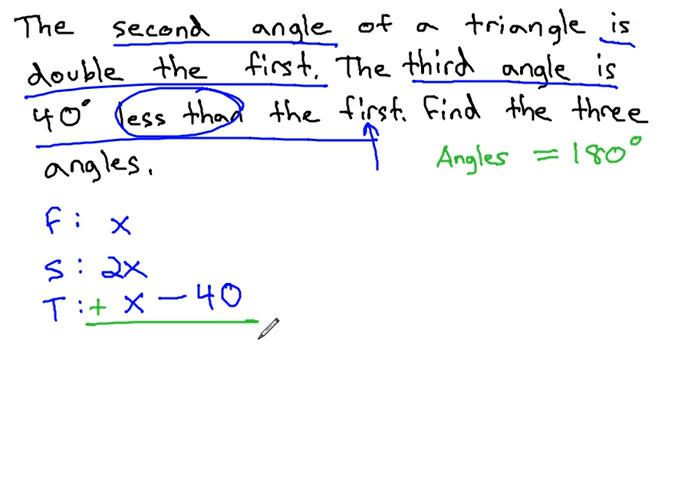 The second angle of a triangle is
double the first. The third angle is
40° less than the first. Find the three
angles.
Angles = 180°
F: x
S: 2x
T: + x - 40